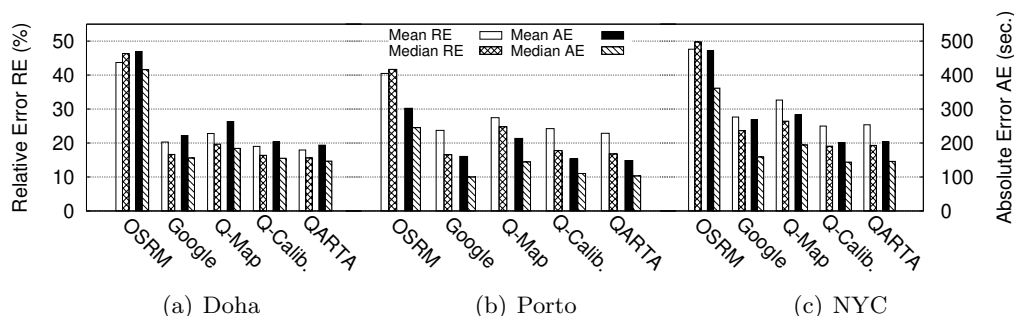 Relative Error RE (%)
50
40
30
20
10
0
Mean RE
Median RE
Mean AE
Median AE
500
400
300
200
100
0
Absolute Error AE (sec.)
OSRM
Google
Q-Map
Q-Calib.
QARTA
OSRM
Google
Q-Map
Q-Calib.
QARTA
OSRM
Google
Q-Map
Q-Calib.
QARTA
(a) Doha
(b) Porto
(c) NYC